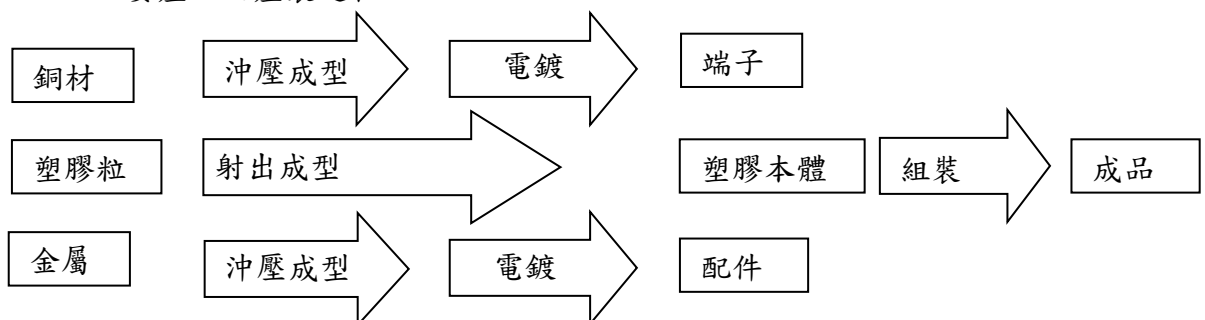 銅材 沖壓成型 電鍍 端子
塑膠粒 射出成型 塑膠本體 組裝 成品
金屬 沖壓成型 電鍍 配件